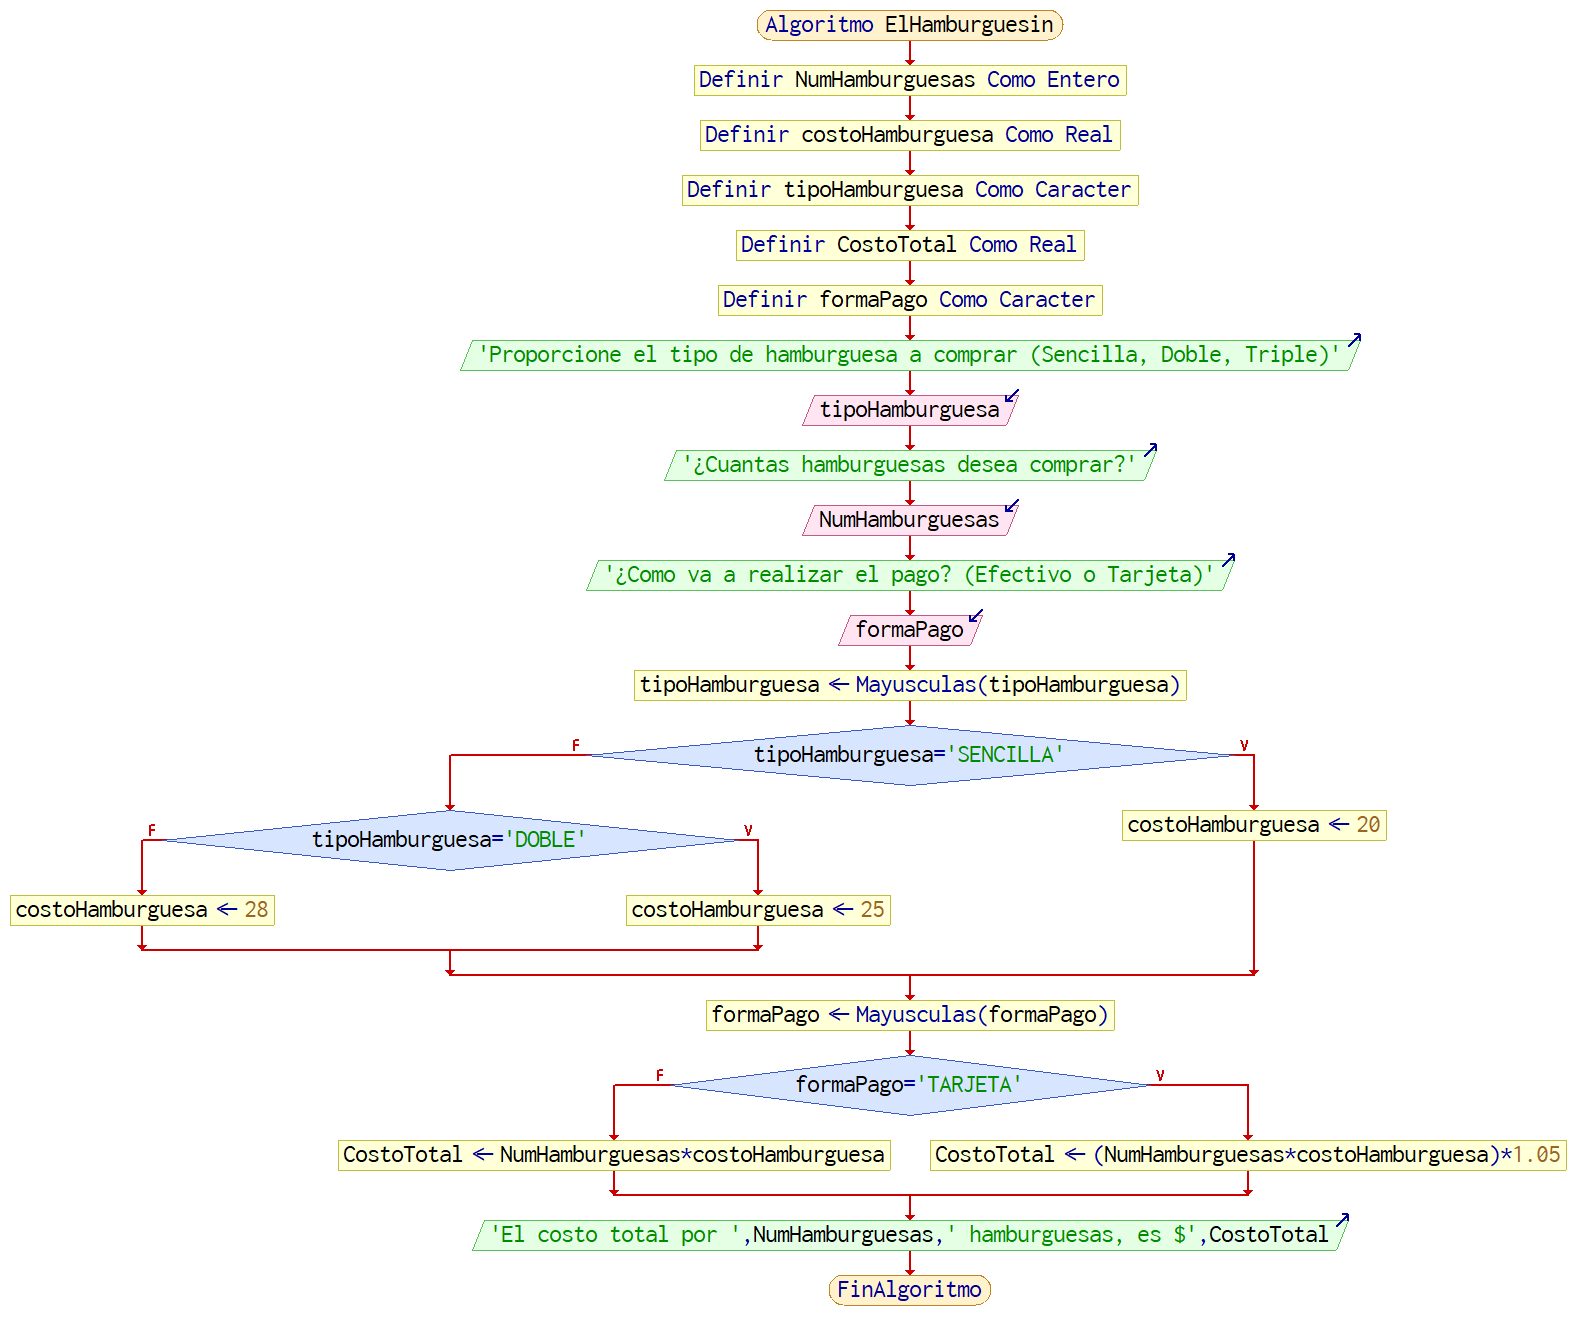 Algoritmo ElHamburguesin
Definir NumHamburguesas Como Entero
Definir costoHamburguesa Como Real
Definir tipoHamburguesa Como Caracter
Definir CostoTotal Como Real
Definir formaPago Como Caracter
'Proporcione el tipo de hamburguesa a comprar (Sencilla, Doble, Triple)'
tipoHamburguesa
'¿Cuantas hamburguesas desea comprar?'
NumHamburguesas
'¿Como va a realizar el pago? (Efectivo o Tarjeta)'
formaPago
tipoHamburguesa ← Mayusculas(tipoHamburguesa)
F
V
tipoHamburguesa='SENCILLA'
F
V
tipoHamburguesa='DOBLE'
costoHamburguesa ← 20
costoHamburguesa ← 28
costoHamburguesa ← 25
formaPago ← Mayusculas(formaPago)
F
V
formaPago='TARJETA'
CostoTotal ← NumHamburguesas*costoHamburguesa
CostoTotal ← (NumHamburguesas*costoHamburguesa)*1.05
'El costo total por ',NumHamburguesas,' hamburguesas, es $',CostoTotal
FinAlgoritmo